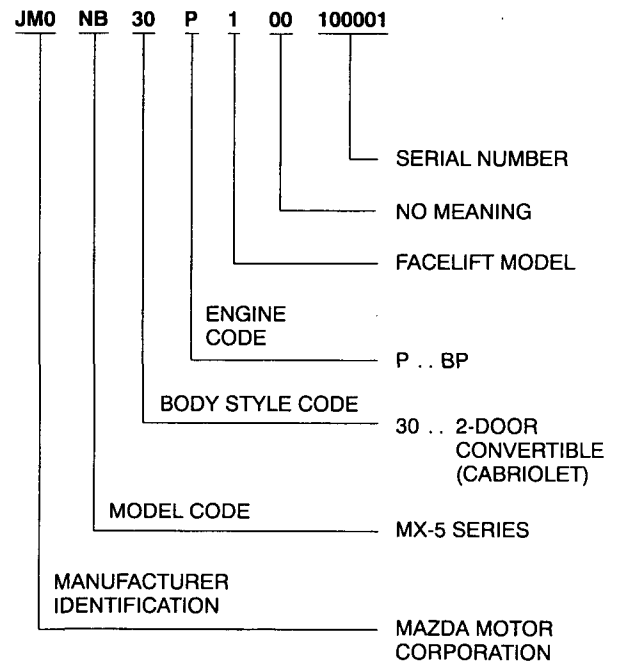 JM0 NB 30 P 1 00 100001
SERIAL NUMBER
NO MEANING
FACELIFT MODEL
ENGINE
CODE
P . . BP
BODY STYLE CODE
30 . . 2-DOOR
CONVERTIBLE
(CABRIOLET)
MODEL CODE
MX-5 SERIES
MANUFACTURER
IDENTIFICATION
MAZDA MOTOR
CORPORATION